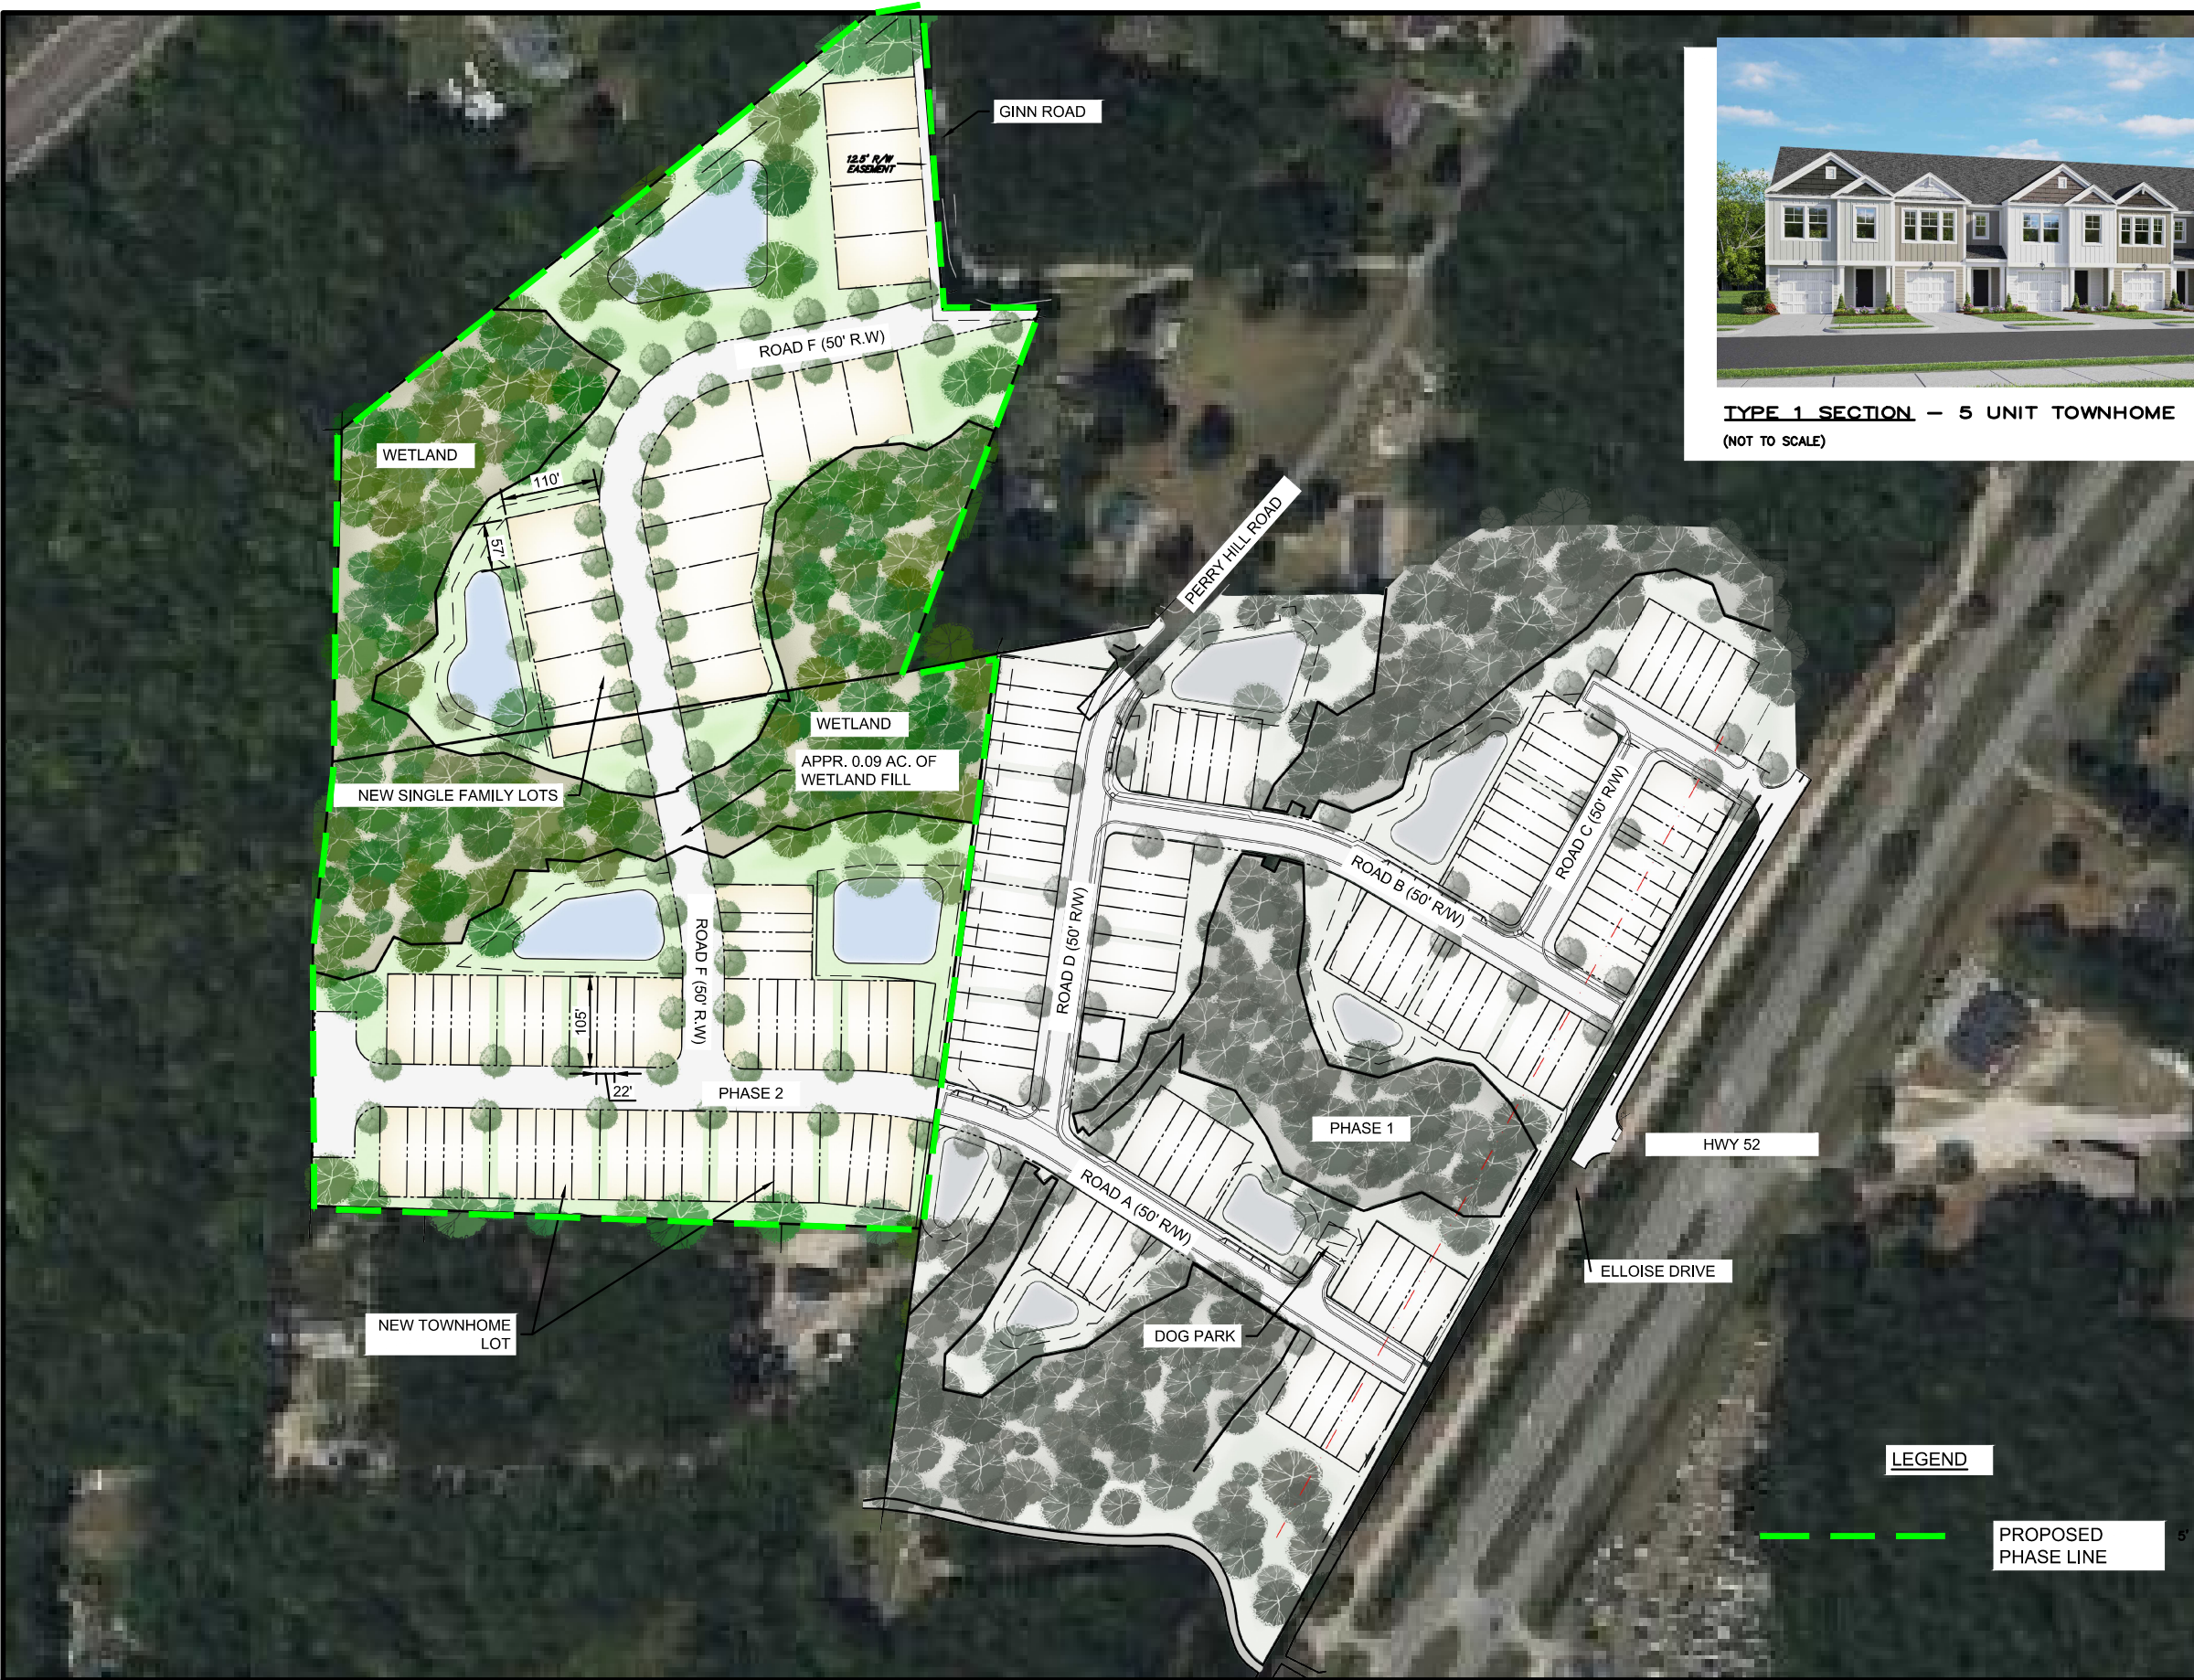 GINN ROAD
12.5' R/W
EASEMENT
ROAD F (50' R.W)
TYPE 1 SECTION – 5 UNIT TOWNHOME
(NOT TO SCALE)
WETLAND
110'
57'
PERRY HILL ROAD
WETLAND
APPR. 0.09 AC. OF
WETLAND FILL
NEW SINGLE FAMILY LOTS
ROAD C (50' R/W)
ROAD B (50' R/W)
ROAD D (50' R/W)
ROAD F (50' R.W)
105'
22'
PHASE 2
PHASE 1
HWY 52
ROAD A (50' R/W)
ELLOISE DRIVE
NEW TOWNHOME
LOT
DOG PARK
LEGEND
PROPOSED
PHASE LINE
5'